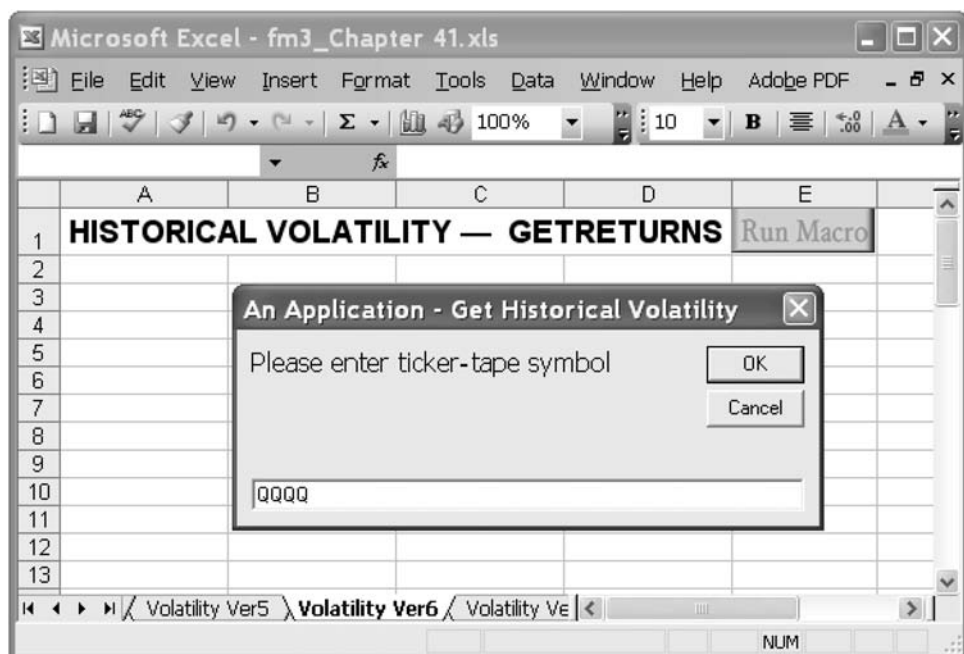 Microsoft Excel - fm3_Chapter 41.xls
File Edit View Insert Format Tools Data Window Help Adobe PDF
ABC Σ 100% 10 B A
fx
A B C D E
1 HISTORICAL VOLATILITY — GETRETURNS Run Macro
2
3
An Application - Get Historical Volatility
4
5 Please enter ticker-tape symbol OK
6
7 Cancel
8
9
10 QQQQ
11
12
13
Volatility Ver5 Volatility Ver6 Volatility Ve
NUM